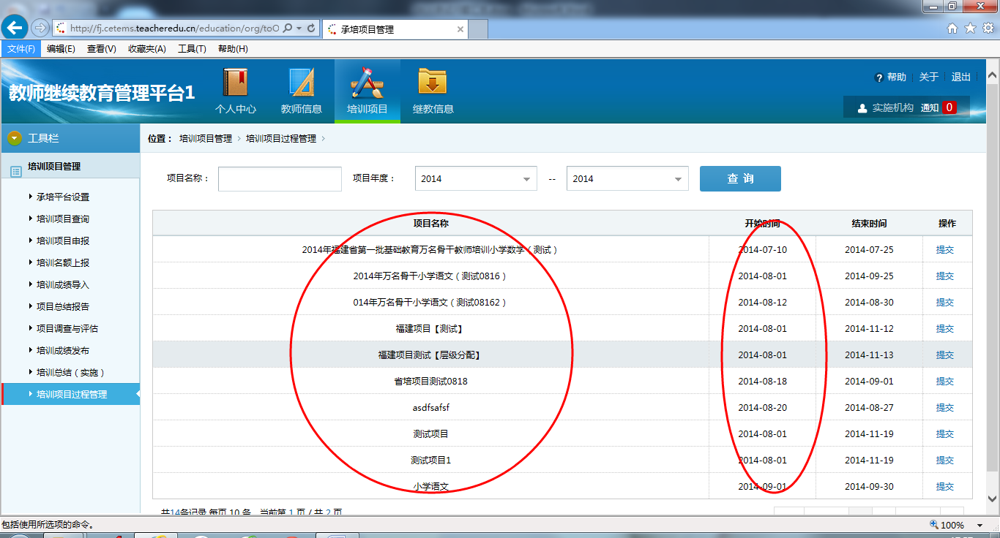 http://fj.cetems.teacheredu.cn/education/org/toO
承培项目管理
文件(F) 编辑(E) 查看(V) 收藏夹(A) 工具(T) 帮助(H)
教师继续教育管理平台1
个人中心 教师信息 培训项目 继教信息
帮助 关于 退出
实施机构 通知 0
工具栏
培训项目管理
承培平台设置
培训项目查询
培训项目申报
培训名额上报
培训成绩导入
项目总结报告
项目调查与评估
培训成绩发布
培训总结（实施）
培训项目过程管理
位置： 培训项目管理 > 培训项目过程管理 >
项目名称： 项目年度： 2014 -- 2014 查 询
项目名称 开始时间 结束时间 操作
2014年福建省第一批基础教育万名骨干教师培训小学数学（测试） 2014-07-10 2014-07-25 提交
2014年万名骨干小学语文（测试0816） 2014-08-01 2014-09-25 提交
014年万名骨干小学语文（测试08162） 2014-08-12 2014-08-30 提交
福建项目【测试】 2014-08-01 2014-11-12 提交
福建项目测试【层级分配】 2014-08-01 2014-11-13 提交
省培项目测试0818 2014-08-18 2014-09-01 提交
asdfsafsf 2014-08-20 2014-08-27 提交
测试项目 2014-08-01 2014-11-19 提交
测试项目1 2014-08-01 2014-11-19 提交
小学语文 2014-09-01 2014-09-30 提交
共14条记录 每页 10 条 当前第 1 页 / 共 2 页
包括使用所选项的命令。
100%